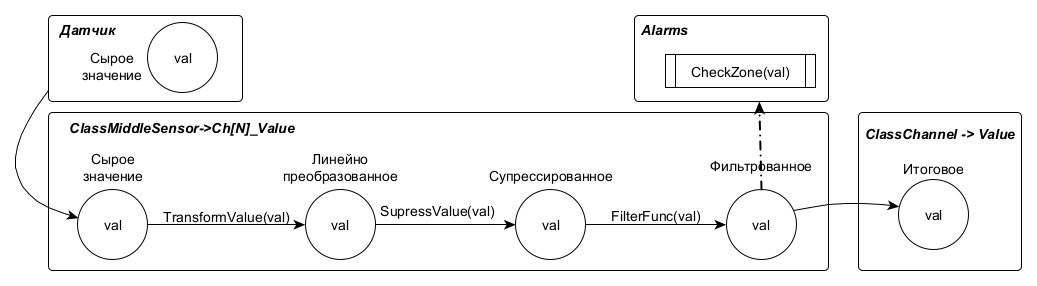 Датчик
Сырое
значение
val
Alarms
CheckZone(val)
ClassMiddleSensor->Ch[N]_Value
Сырое
значение
val
TransformValue(val)
Линейно
преобразованное
val
SupressValue(val)
Супрессированное
val
FilterFunc(val)
Фильтрованное
val
ClassChannel -> Value
Итоговое
val